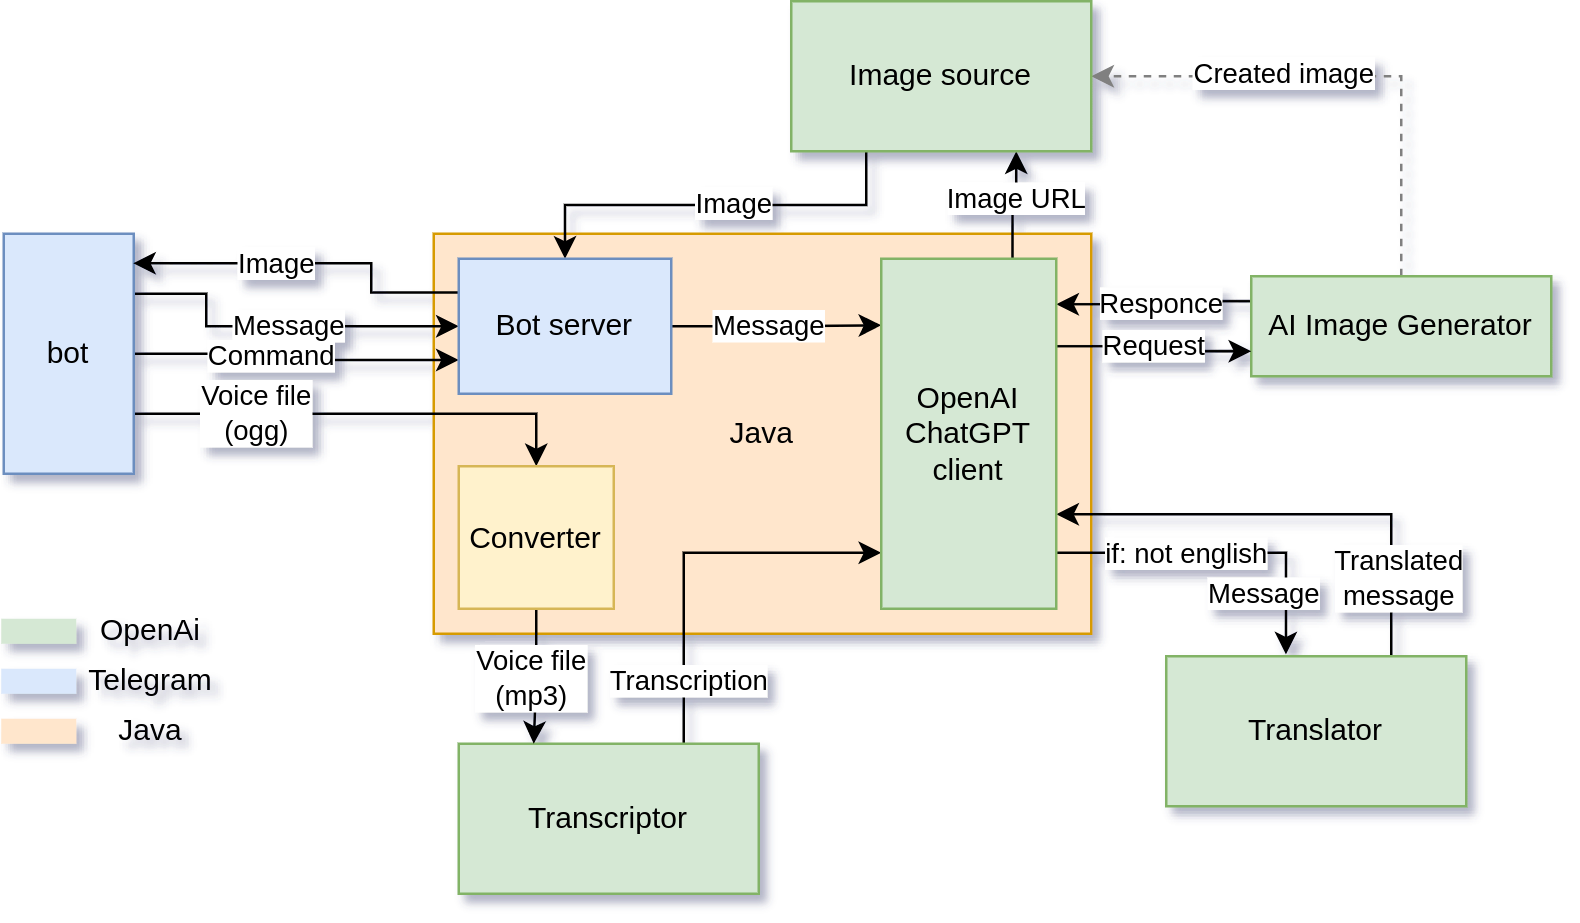 Image source
Created image
Image
Image URL
Image
bot
Message
Command
Voice file
(ogg)
Bot server
Message
Java
OpenAI
ChatGPT
client
Responce
Request
AI Image Generator
Converter
if: not english
Message
Translated
message
OpenAi
Telegram
Java
Voice file
(mp3)
Transcription
Transcriptor
Translator